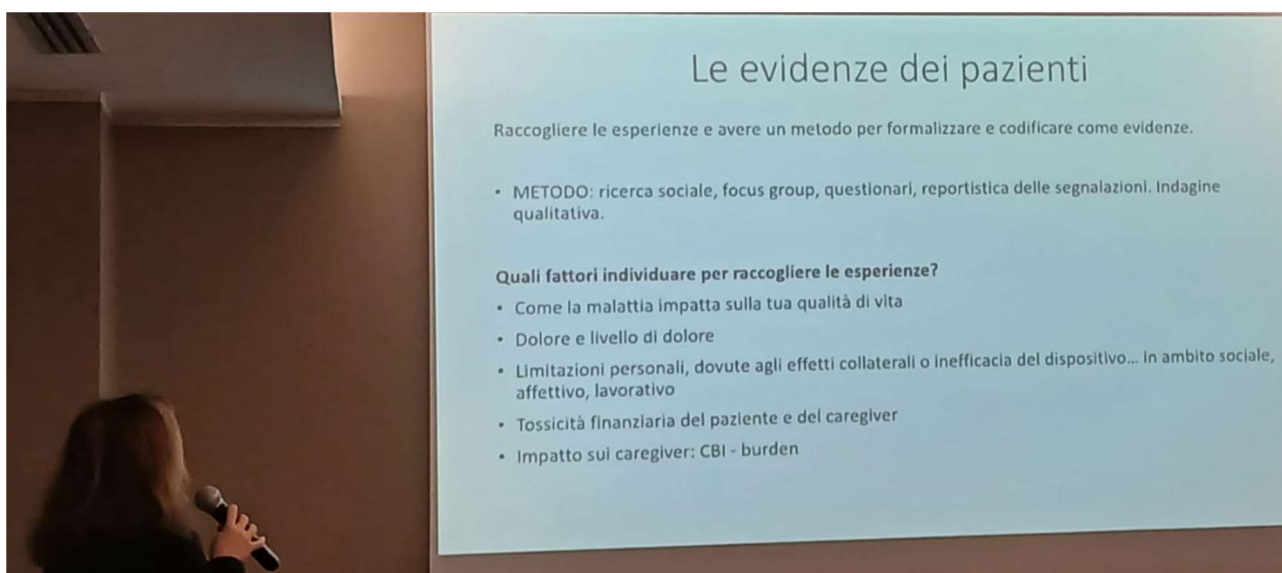 Le evidenze dei pazienti
Raccogliere le esperienze e avere un metodo per formalizzare e codificare come evidenze.
• METODO: ricerca sociale, focus group, questionari, reportistica delle segnalazioni. Indagine
qualitativa.
Quali fattori individuare per raccogliere le esperienze?
• Come la malattia impatta sulla tua qualità di vita
• Dolore e livello di dolore
• Limitazioni personali, dovute agli effetti collaterali o inefficacia del dispositivo... In ambito sociale,
affettivo, lavorativo
• Tossicità finanziaria del paziente e del caregiver
• Impatto sui caregiver: CBI - burden